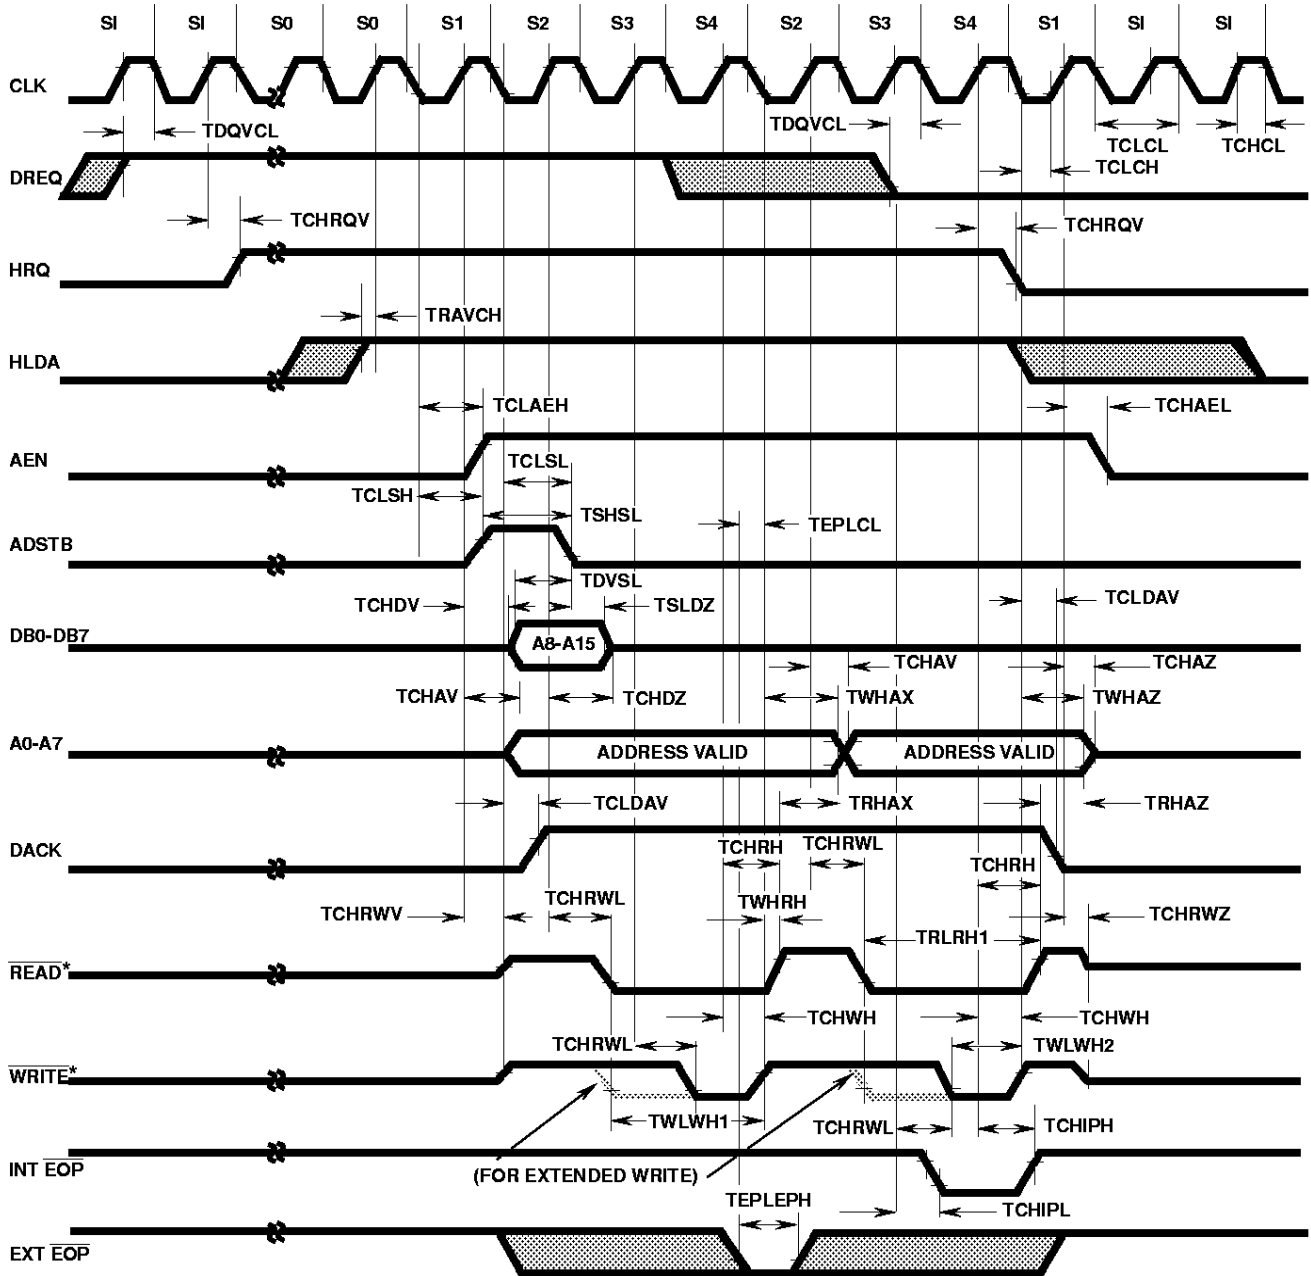 SI SI S0 S0 S1 S2 S3 S4 S2 S3 S4 S1 SI SI
CLK
TDQVCL TDQVCL TCLCL TCHCL
TCLCH
DREQ
TCHRQV TCHRQV
HRQ
TRAVCH
HLDA
TCLAEH TCHAEL
AEN
TCLSL
TCLSH
TSHSL TEPLCL
ADSTB
TDVSL
TCHDV TSLDZ TCLDAV
DB0-DB7 A8-A15
TCHAV TCHAZ
TCHAV TCHDZ TWHAX TWHAZ
A0-A7 ADDRESS VALID ADDRESS VALID
TCLDAV TRHAX TRHAZ
DACK TCHRH TCHRWL
TCHRH
TCHRWV TCHRWL TWHRH TCHRWZ
TRLRH1
READ*
TCHWH TCHWH
TCHRWL TWLWH2
WRITE*
TWLWH1 TCHRWL TCHIPH
INT EOP (FOR EXTENDED WRITE)
TEPLEPH TCHIPL
EXT EOP